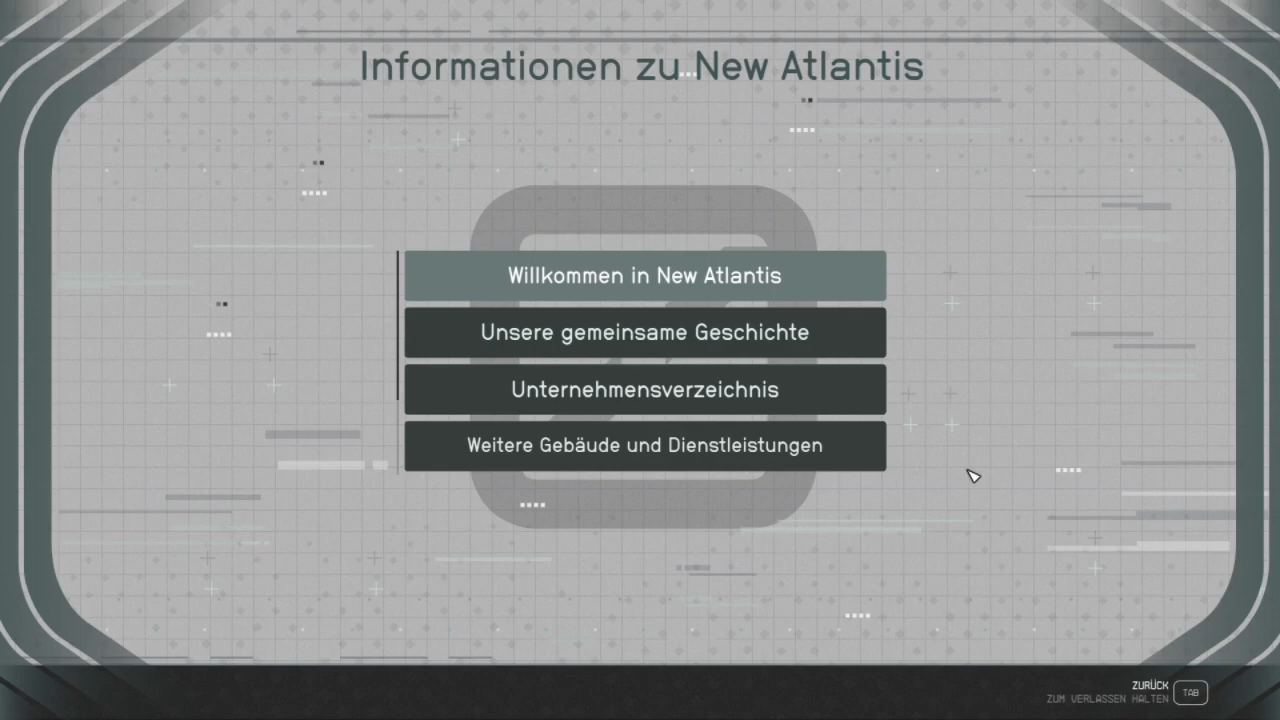 Informationen zu New Atlantis
Willkommen in New Atlantis
Unsere gemeinsame Geschichte
Unternehmensverzeichnis
Weitere Gebäude und Dienstleistungen
ZURÜCK
ZUM VERLASSEN HALTEN
TAB